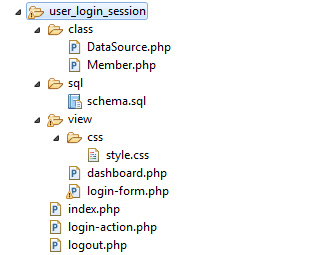 user_login_session
class
DataSource.php
Member.php
sql
schema.sql
view
css
style.css
dashboard.php
login-form.php
index.php
login-action.php
logout.php